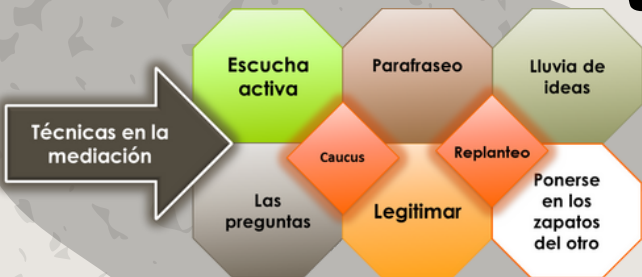 Técnicas en la
mediación
Escucha
activa
Parafraseo
Lluvia de
ideas
Caucus
Replanteo
Las
preguntas
Legitimar
Ponerse
en los
zapatos
del otro